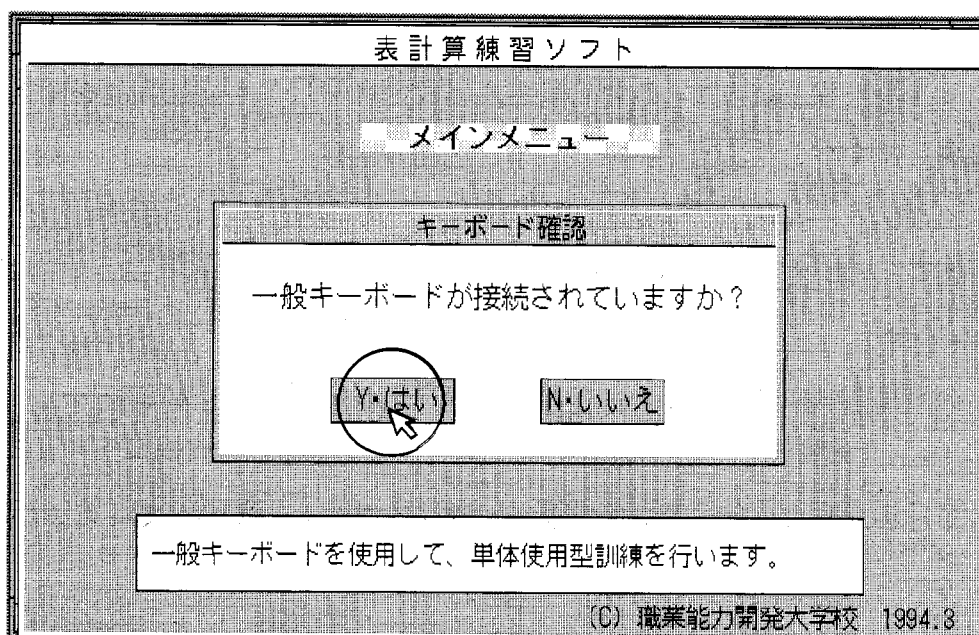 表計算練習ソフト
メインメニュー
キーボード確認
一般キーボードが接続されていますか？
Y・はい N・いいえ
一般キーボードを使用して、単体使用型訓練を行います。
(C) 職業能力開発大学校 1994.3